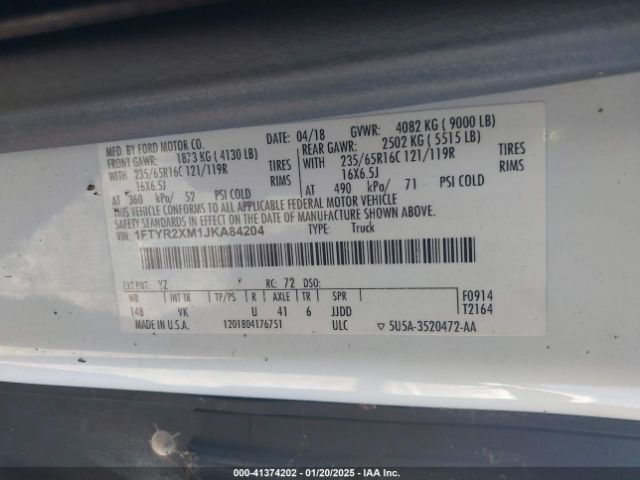 MFD. BY FORD MOTOR CO. DATE: 04/18 GVWR: 4082 KG ( 9000 LB)
FRONT GAWR: 1873 KG ( 4130 LB) REAR GAWR: 2502 KG ( 5515 LB)
WITH 235/65R16C 121/119R TIRES WITH 235/65R16C 121/119R TIRES
16X6.5J RIMS 16X6.5J RIMS
AT 360 kPa/ 52 PSI COLD AT 490 kPa/ 71 PSI COLD
THIS VEHICLE CONFORMS TO ALL APPLICABLE FEDERAL MOTOR VEHICLE
SAFETY STANDARDS IN EFFECT ON THE DATE OF MANUFACTURE SHOWN ABOVE.
VIN: 1FTYR2XM1JKA84204 TYPE: Truck
EXT PNT: YZ RC: 72 DSO:
WB INT TR TP/PS R AXLE TR SPR F0914
148 VK U 41 6 JJDD T2164
MADE IN U.S.A. 1201804176751 ULC ▽ 5U5A-3520472-AA
000-41374202 - 01/20/2025 - IAA Inc.